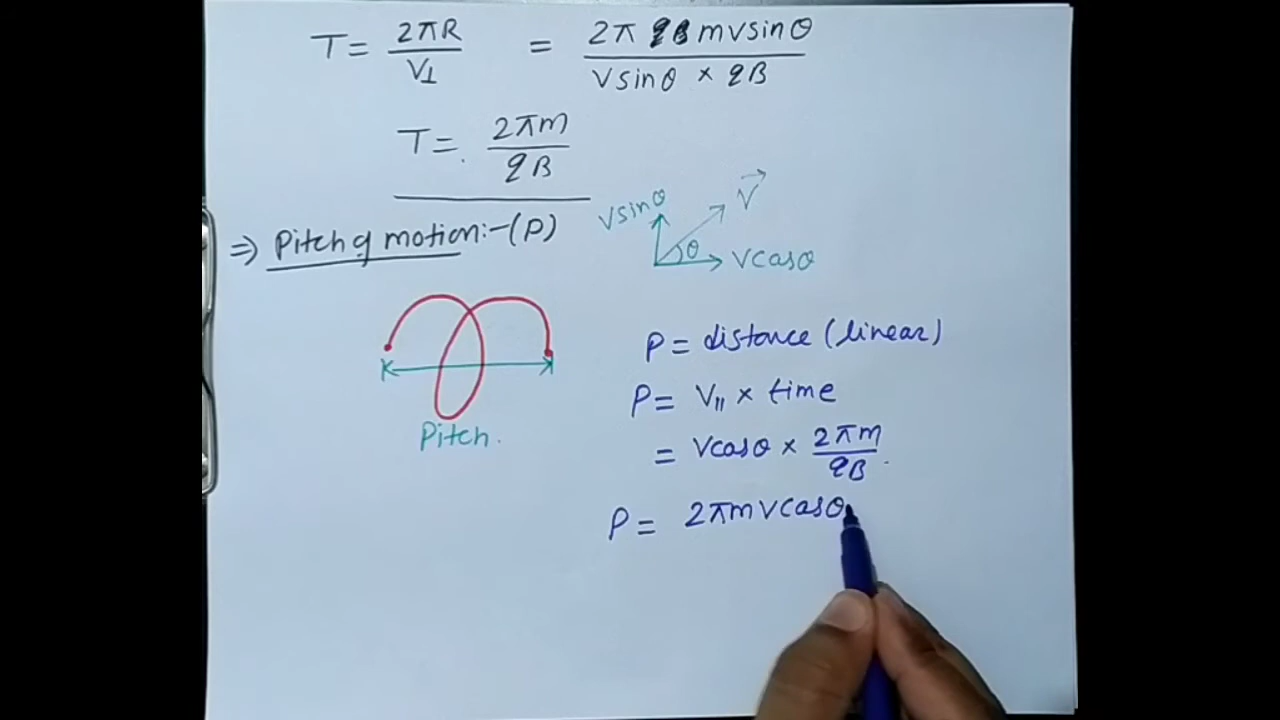 T = 2πR / V⊥ = 2π mvsinθ / vsinθ × qB
T = 2πm / qB
⇒ Pitch of motion:-(P)
Vsinθ
V⃗
θ
Vcosθ
Pitch.
P = distance (linear)
P = V|| × time
= Vcosθ × 2πm / qB.
P = 2πmvcosθ